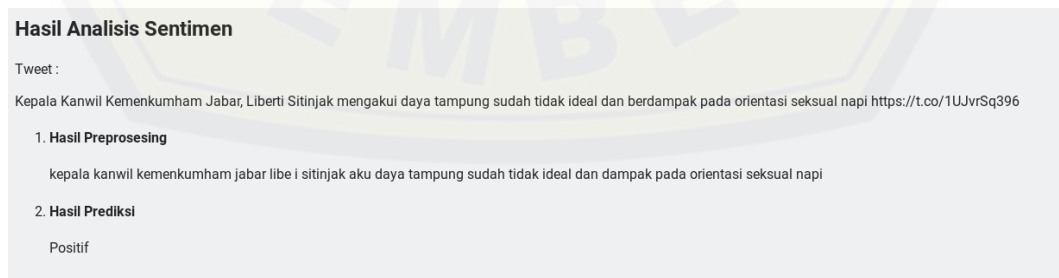 Hasil Analisis Sentimen
Tweet :
Kepala Kanwil Kemenkumham Jabar, Liberti Sitinjak mengakui daya tampung sudah tidak ideal dan berdampak pada orientasi seksual napi https://t.co/1UJvrSq396
1. Hasil Preprosesing
kepala kanwil kemenkumham jabar libe i sitinjak aku daya tampung sudah tidak ideal dan dampak pada orientasi seksual napi
2. Hasil Prediksi
Positif